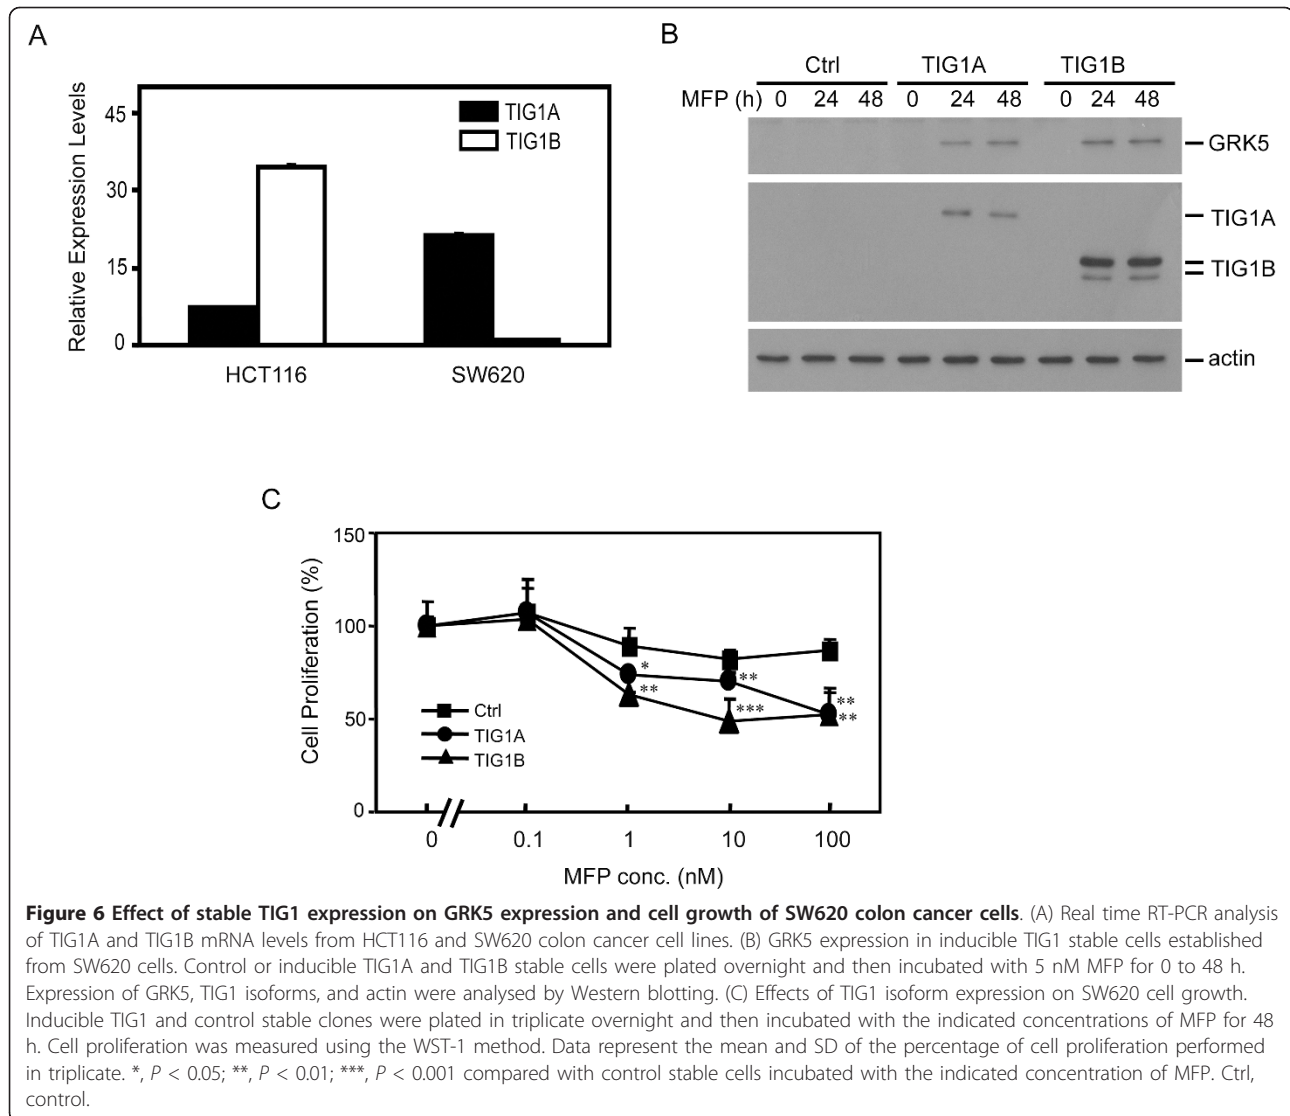 A
Relative Expression Levels
45
30
15
0
TIG1A
TIG1B
HCT116
SW620
B
Ctrl TIG1A TIG1B
MFP (h) 0 24 48 0 24 48 0 24 48
GRK5
TIG1A
TIG1B
actin
C
Cell Proliferation (%)
150
100
50
0
*
**
**
***
**
**
Ctrl
TIG1A
TIG1B
0 0.1 1 10 100
MFP conc. (nM)
Figure 6 Effect of stable TIG1 expression on GRK5 expression and cell growth of SW620 colon cancer cells. (A) Real time RT-PCR analysis
of TIG1A and TIG1B mRNA levels from HCT116 and SW620 colon cancer cell lines. (B) GRK5 expression in inducible TIG1 stable cells established
from SW620 cells. Control or inducible TIG1A and TIG1B stable cells were plated overnight and then incubated with 5 nM MFP for 0 to 48 h.
Expression of GRK5, TIG1 isoforms, and actin were analysed by Western blotting. (C) Effects of TIG1 isoform expression on SW620 cell growth.
Inducible TIG1 and control stable clones were plated in triplicate overnight and then incubated with the indicated concentrations of MFP for 48
h. Cell proliferation was measured using the WST-1 method. Data represent the mean and SD of the percentage of cell proliferation performed
in triplicate. *, P < 0.05; **, P < 0.01; ***, P < 0.001 compared with control stable cells incubated with the indicated concentration of MFP. Ctrl,
control.